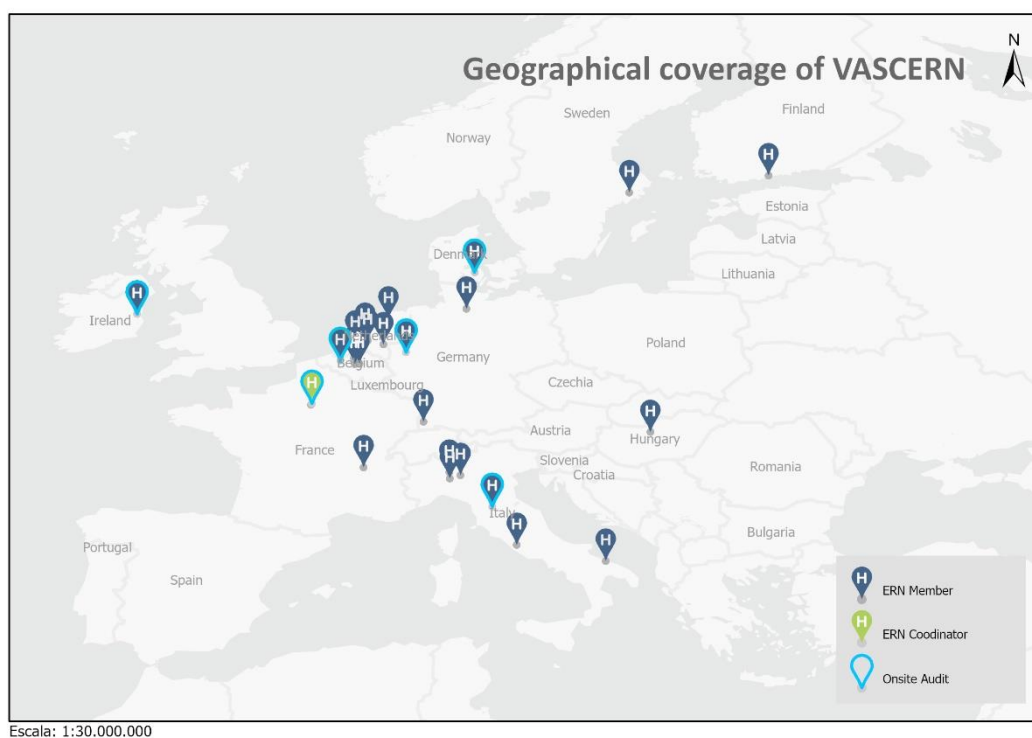 Geographical coverage of VASCERN
N
Finland
Sweden
Norway
Estonia
Latvia
Denmark
Lithuania
Ireland
Netherlands
Poland
Germany
Belgium
Luxembourg
Czechia
Austria
Hungary
France
Slovenia
Romania
Croatia
Italy
Bulgaria
Portugal
Spain
H ERN Member
H ERN Coodinator
Onsite Audit
Escala: 1:30.000.000